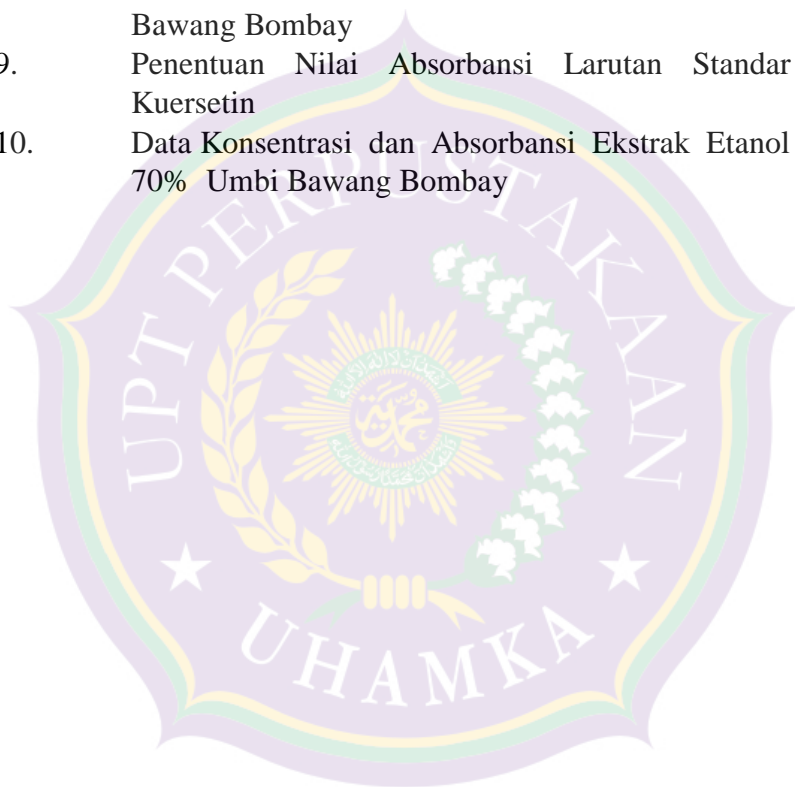 Bawang Bombay
9. Penentuan Nilai Absorbansi Larutan Standar
Kuersetin
10. Data Konsentrasi dan Absorbansi Ekstrak Etanol
70% Umbi Bawang Bombay
UPT PERPUSTAKAAN
UHAMKA